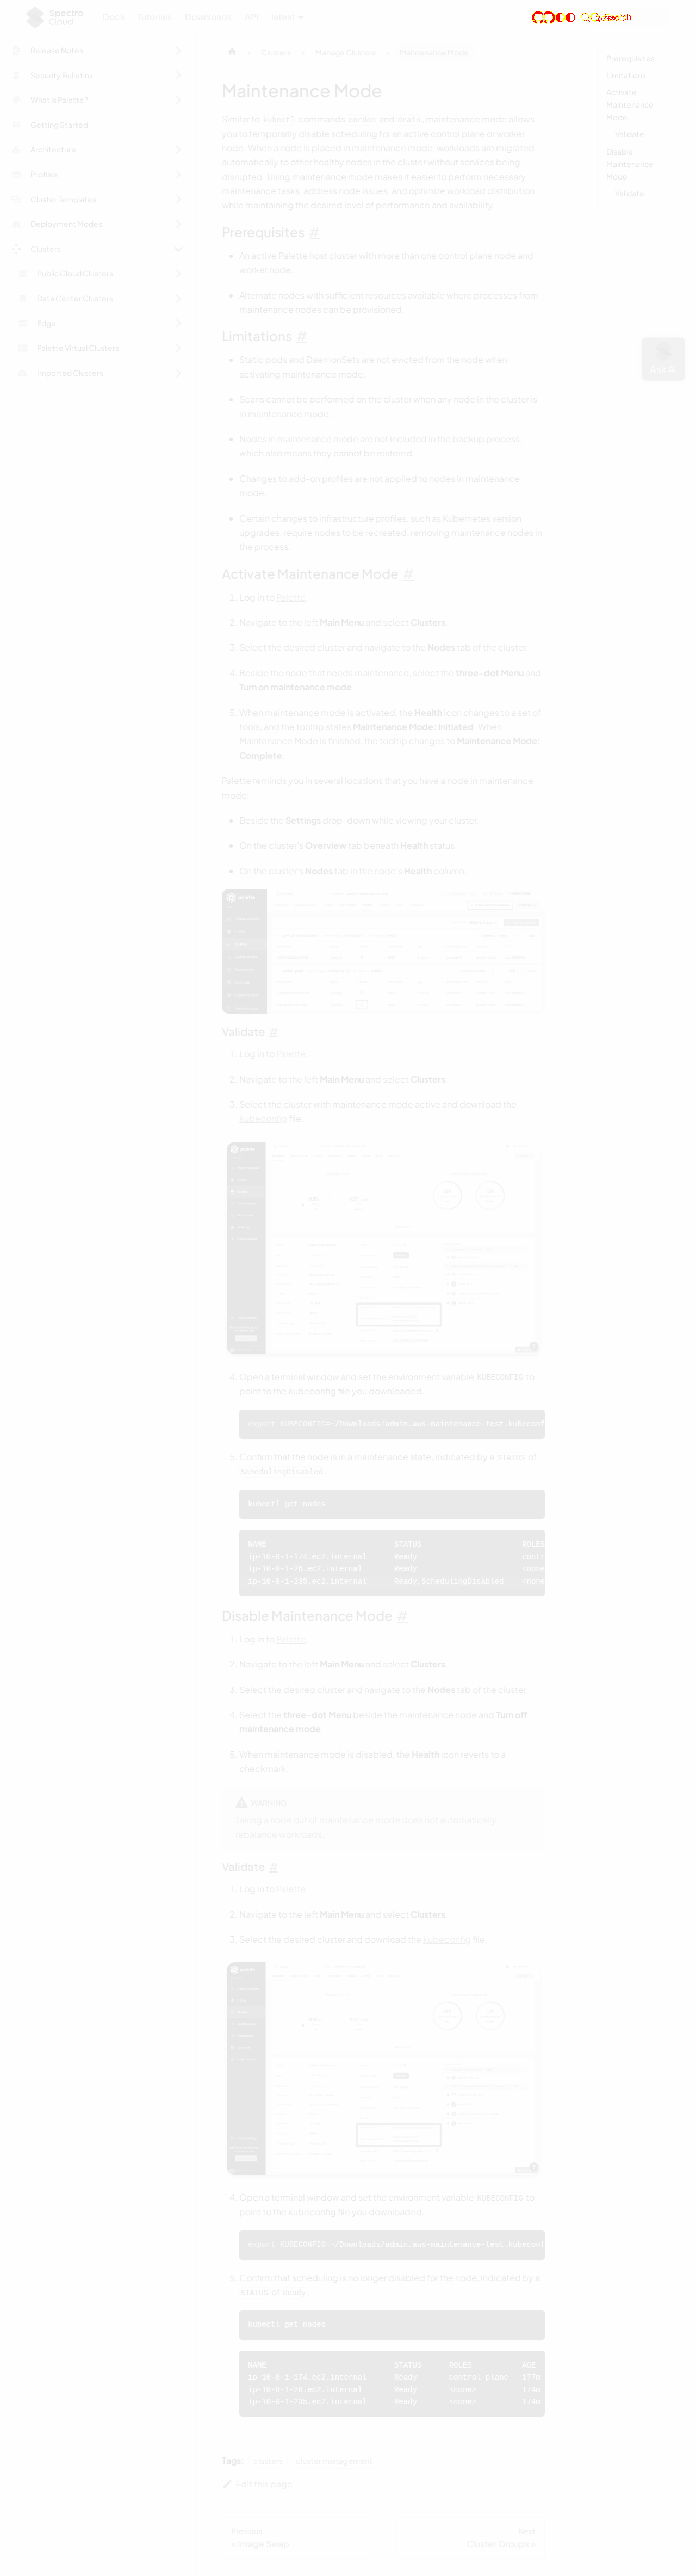 Spectro
Cloud
Docs
Tutorials
Downloads
API
Search
Release Notes
Security Bulletins
What is Palette?
Getting Started
Architecture
Profiles
Cluster Templates
Deployment Modes
Clusters
Public Cloud Clusters
Data Center Clusters
Edge
Palette Virtual Clusters
Imported Clusters
Clusters
Manage Clusters
Maintenance Mode
Maintenance Mode
Similar to kubectl commands cordon and drain, maintenance mode allows
you to temporarily disable scheduling for an active control plane or worker
node. When a node is placed in maintenance mode, workloads are migrated
automatically to other healthy nodes in the cluster without services being
disrupted. Using maintenance mode makes it easier to perform necessary
maintenance tasks, address node issues, and optimize workload distribution
while maintaining the desired level of performance and availability.
Prerequisites #
An active Palette host cluster with more than one control plane node and
worker node.
Alternate nodes with sufficient resources available where processes from
maintenance nodes can be provisioned.
Limitations #
Static pods and DaemonSets are not evicted from the node when
activating maintenance mode.
Scans cannot be performed on the cluster when any node in the cluster is
in maintenance mode.
Nodes in maintenance mode are not included in the backup process,
which also means they cannot be restored.
Changes to add-on profiles are not applied to nodes in maintenance
mode.
Certain changes to infrastructure profiles, such as Kubernetes version
upgrades, require nodes to be recreated, removing maintenance nodes in
the process.
Activate Maintenance Mode #
1. Log in to Palette.
2. Navigate to the left Main Menu and select Clusters.
3. Select the desired cluster and navigate to the Nodes tab of the cluster.
4. Beside the node that needs maintenance, select the three-dot Menu and
Turn on maintenance mode.
5. When maintenance mode is activated, the Health icon changes to a set of
tools, and the tooltip states Maintenance Mode: Initiated. When
Maintenance Mode is finished, the tooltip changes to Maintenance Mode:
Complete.
Palette reminds you in several locations that you have a node in maintenance
mode:
Beside the Settings drop-down while viewing your cluster.
On the cluster's Overview tab beneath Health status.
On the cluster's Nodes tab in the node's Health column.
Validate #
1. Log in to Palette.
2. Navigate to the left Main Menu and select Clusters.
3. Select the cluster with maintenance mode active and download the
kubeconfig file.
4. Open a terminal window and set the environment variable KUBECONFIG to
point to the kubeconfig file you downloaded.
export KUBECONFIG=~/Downloads/admin.aws-maintenance-test.kubeconf
5. Confirm that the node is in a maintenance state, indicated by a STATUS of
SchedulingDisabled.
kubectl get nodes
NAME STATUS ROLES
ip-10-0-1-174.ec2.internal Ready contr
ip-10-0-1-26.ec2.internal Ready <none
ip-10-0-1-235.ec2.internal Ready,SchedulingDisabled <none
Disable Maintenance Mode #
1. Log in to Palette.
2. Navigate to the left Main Menu and select Clusters.
3. Select the desired cluster and navigate to the Nodes tab of the cluster.
4. Select the three-dot Menu beside the maintenance node and Turn off
maintenance mode.
5. When maintenance mode is disabled, the Health icon reverts to a
checkmark.
WARNING
Taking a node out of maintenance mode does not automatically
rebalance workloads.
Validate #
1. Log in to Palette.
2. Navigate to the left Main Menu and select Clusters.
3. Select the desired cluster and download the kubeconfig file.
4. Open a terminal window and set the environment variable KUBECONFIG to
point to the kubeconfig file you downloaded.
export KUBECONFIG=~/Downloads/admin.aws-maintenance-test.kubeconf
5. Confirm that scheduling is no longer disabled for the node, indicated by a
STATUS of Ready.
kubectl get nodes
NAME STATUS ROLES AGE
ip-10-0-1-174.ec2.internal Ready control-plane 177m
ip-10-0-1-26.ec2.internal Ready <none> 174m
ip-10-0-1-235.ec2.internal Ready <none> 174m
Tags:
clusters
cluster management
Edit this page
Previous
« Image Swap
Next
Cluster Groups »
Prerequisites
Limitations
Activate
Maintenance
Mode
Validate
Disable
Maintenance
Mode
Validate
Ask AI